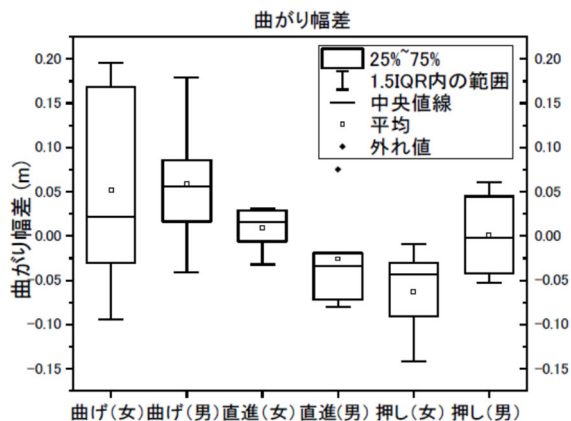 曲がり幅差
25%~75%
1.5IQR内の範囲
中央値線
平均
外れ値
曲がり幅差(m)
0.20
0.15
0.10
0.05
0.00
−0.05
−0.10
−0.15
0.20
0.15
0.10
0.05
0.00
−0.05
−0.10
−0.15
曲げ(女) 曲げ(男) 直進(女) 直進(男) 押し(女) 押し(男)